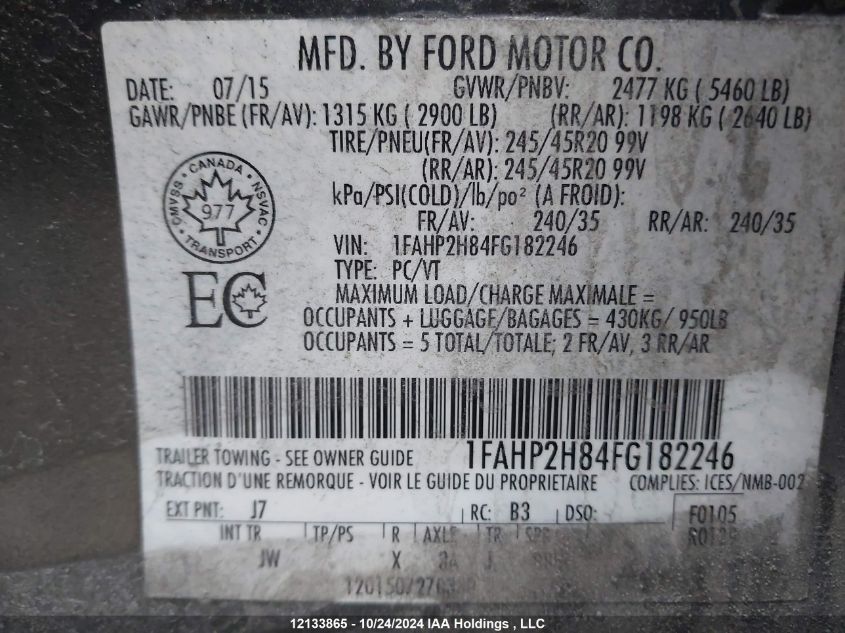 MFD. BY FORD MOTOR CO.
DATE: 07/15 GVWR/PNBV: 2477 KG ( 5460 LB)
GAWR/PNBE (FR/AV): 1315 KG ( 2900 LB) (RR/AR): 1198 KG ( 2640 LB)
TIRE/PNEU(FR/AV): 245/45R20 99V
(RR/AR): 245/45R20 99V
kPa/PSI(COLD)/lb/po² (A FROID):
FR/AV: 240/35 RR/AR: 240/35
CANADA
CMVSS NSVAC
977
TRANSPORT
VIN: 1FAHP2H84FG182246
TYPE: PC/VT
EC
MAXIMUM LOAD/CHARGE MAXIMALE =
OCCUPANTS + LUGGAGE/BAGAGES = 430KG/ 950LB
OCCUPANTS = 5 TOTAL/TOTALE; 2 FR/AV, 3 RR/AR
1FAHP2H84FG182246
TRAILER TOWING - SEE OWNER GUIDE
TRACTION D'UNE REMORQUE - VOIR LE GUIDE DU PROPRIETAIRE COMPLIES: ICES/NMB-002
EXT PNT: J7 RC: B3 DSO: F0105
INT TR TP/PS R AXLE TR SPR
JW X J
12133865 - 10/24/2024 IAA Holdings , LLC